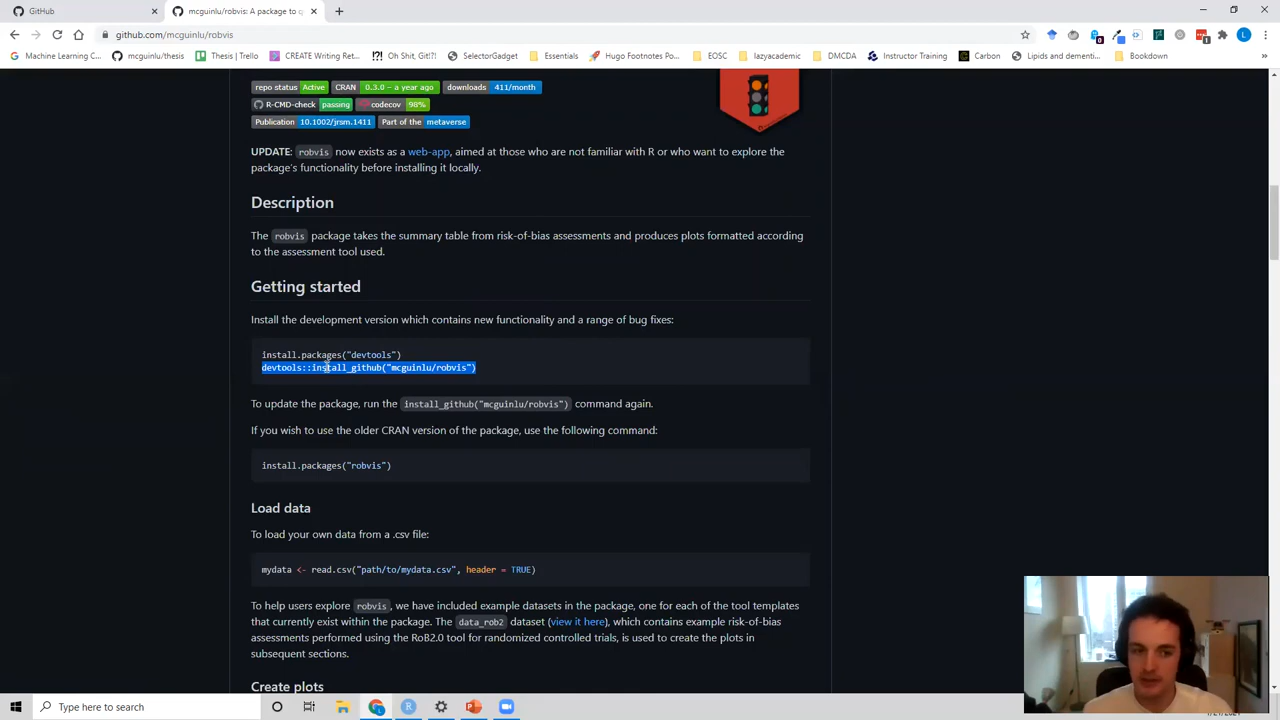 GitHub
mcguinlu/robvis: A package to q
github.com/mcguinlu/robvis
Machine Learning C...
mcguinlu/thesis
Thesis | Trello
CREATE Writing Ret...
?! Oh Shit, Git!?!
SelectorGadget
Essentials
Hugo Footnotes Po...
EOSC
lazyacademic
DMCDA
Instructor Training
Carbon
Lipids and dementi...
Bookdown
»
repo status Active CRAN 0.3.0 – a year ago downloads 411/month
R-CMD-check passing codecov 98%
Publication 10.1002/jrsm.1411 Part of the metaverse
UPDATE: robvis now exists as a web-app, aimed at those who are not familiar with R or who want to explore the
package's functionality before installing it locally.
Description
The robvis package takes the summary table from risk-of-bias assessments and produces plots formatted according
to the assessment tool used.
Getting started
Install the development version which contains new functionality and a range of bug fixes:
install.packages("devtools")
devtools::install_github("mcguinlu/robvis")
To update the package, run the install_github("mcguinlu/robvis") command again.
If you wish to use the older CRAN version of the package, use the following command:
install.packages("robvis")
Load data
To load your own data from a .csv file:
mydata <- read.csv("path/to/mydata.csv", header = TRUE)
To help users explore robvis, we have included example datasets in the package, one for each of the tool templates
that currently exist within the package. The data_rob2 dataset (view it here), which contains example risk-of-bias
assessments performed using the RoB2.0 tool for randomized controlled trials, is used to create the plots in
subsequent sections.
Create plots
Type here to search